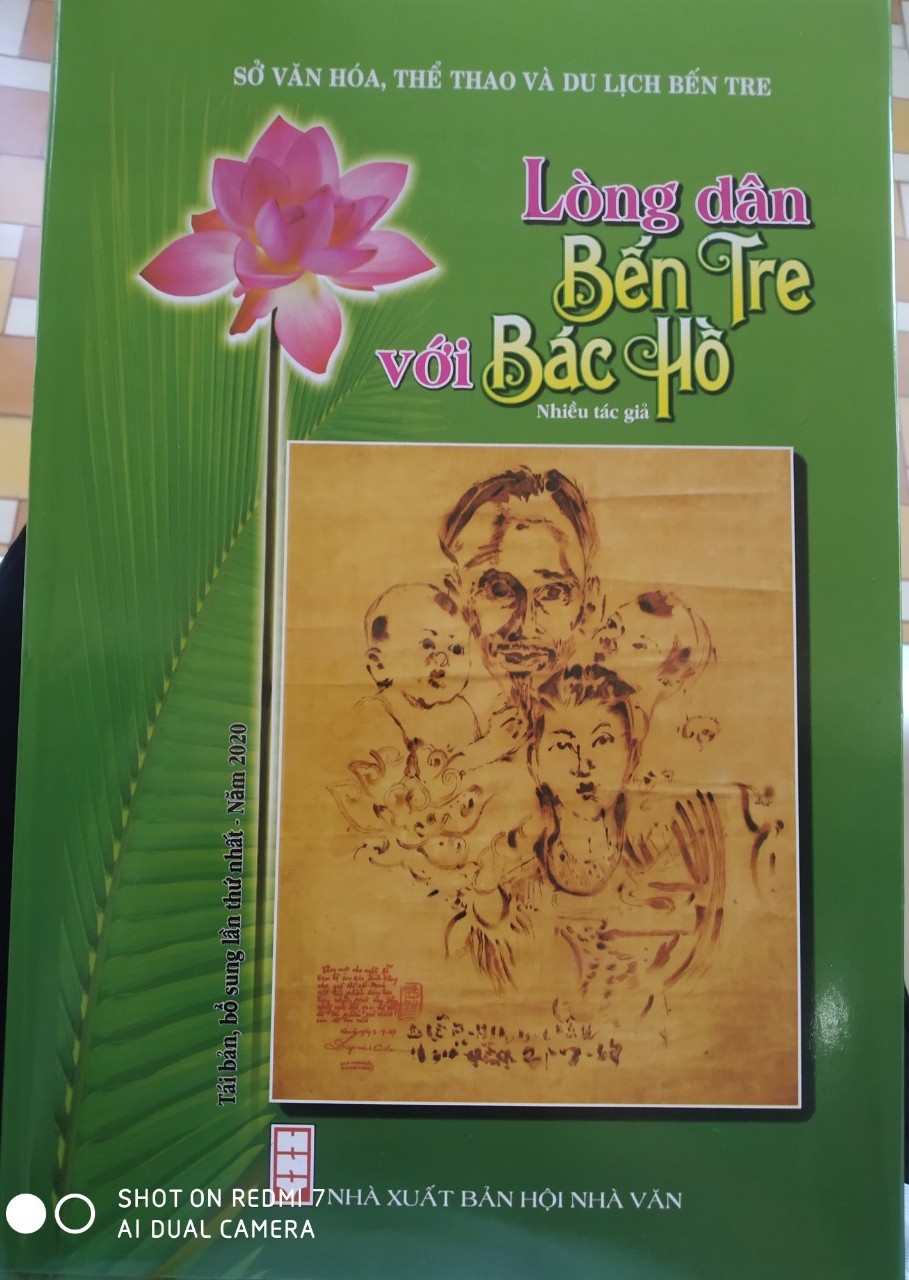 SỞ VĂN HÓA, THỂ THAO VÀ DU LỊCH BẾN TRE
Lòng dân
Bến Tre
với Bác Hồ
Nhiều tác giả
Tái bản, bổ sung lần thứ nhất - Năm 2020
NHÀ XUẤT BẢN HỘI NHÀ VĂN
SHOT ON REDMI 7
AI DUAL CAMERA